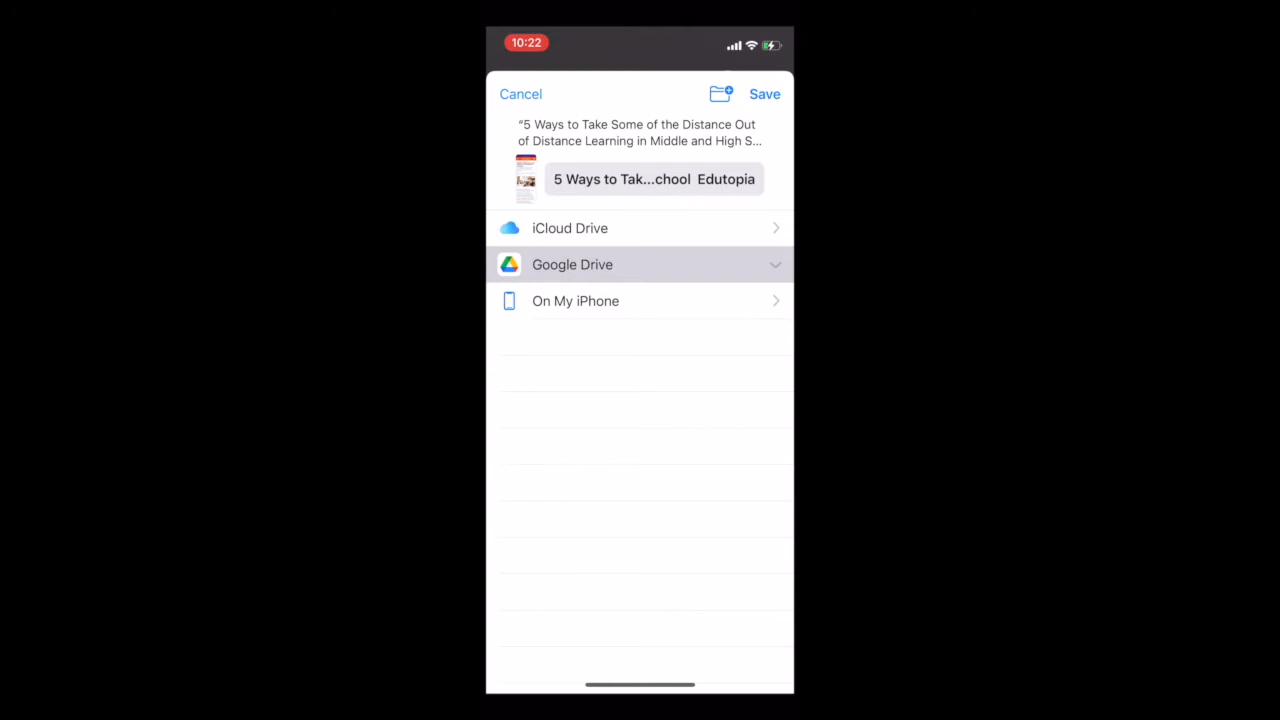 10:22
Cancel
Save
“5 Ways to Take Some of the Distance Out
of Distance Learning in Middle and High S...
5 Ways to Tak...chool Edutopia
iCloud Drive
Google Drive
On My iPhone